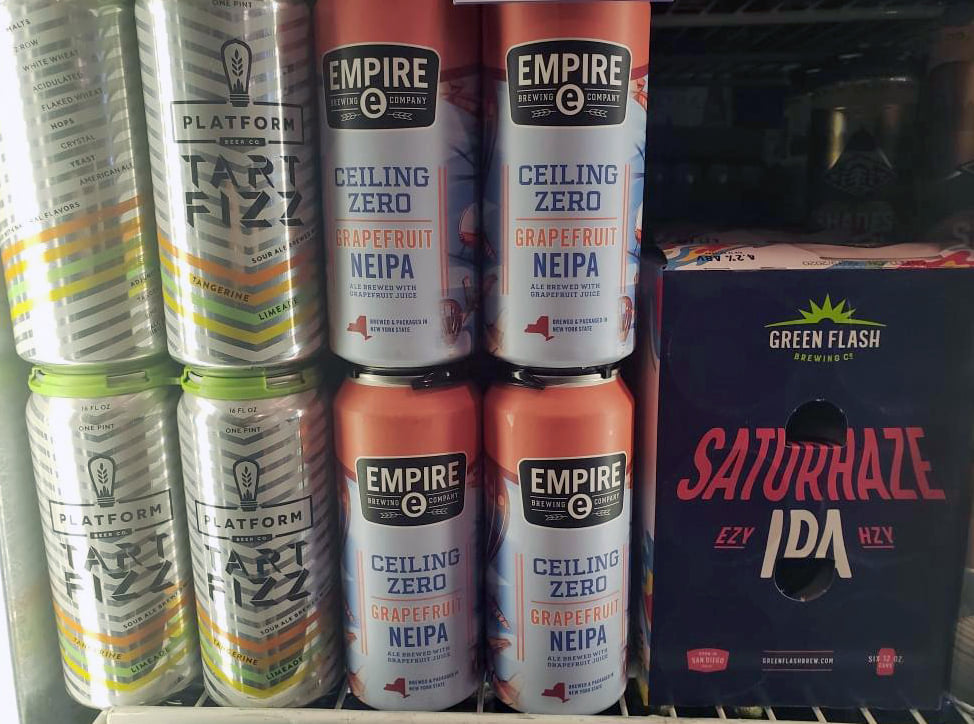 ONE PINT
MALTS
2 ROW
WHITE WHEAT
ACIDULATED
FLAKED WHEAT
HOPS
CRYSTAL
YEAST
AMERICAN ALE
FLAVORS
PLATFORM
BEER CO.
TART
FIZZ
SOUR ALE BREWED
TANGERINE
LIMEADE
EMPIRE
BREWING e COMPANY
CEILING
ZERO
GRAPEFRUIT
NEIPA
ALE BREWED WITH
GRAPEFRUIT JUICE
BREWED & PACKAGED IN
NEW YORK STATE
EMPIRE
BREWING e COMPANY
CEILING
ZERO
GRAPEFRUIT
NEIPA
ALE BREWED WITH
GRAPEFRUIT JUICE
BREWED & PACKAGED IN
NEW YORK STATE
16 FL OZ
ONE PINT
PLATFORM
BEER CO.
TART
FIZZ
SOUR ALE BREWED
TANGERINE
LIMEADE
16 FL OZ
ONE PINT
PLATFORM
BEER CO.
TART
FIZZ
SOUR ALE BREWED
TANGERINE
LIMEADE
EMPIRE
BREWING e COMPANY
CEILING
ZERO
GRAPEFRUIT
NEIPA
ALE BREWED WITH
GRAPEFRUIT JUICE
BREWED & PACKAGED IN
NEW YORK STATE
EMPIRE
BREWING e COMPANY
CEILING
ZERO
GRAPEFRUIT
NEIPA
ALE BREWED WITH
GRAPEFRUIT JUICE
BREWED & PACKAGED IN
NEW YORK STATE
4.2% ABV
GREEN FLASH
BREWING Co
SATURHAZE
EZY IPA HZY
SAN DIEGO
GREENFLASHBREW.COM
SIX 12 OZ.
CANS